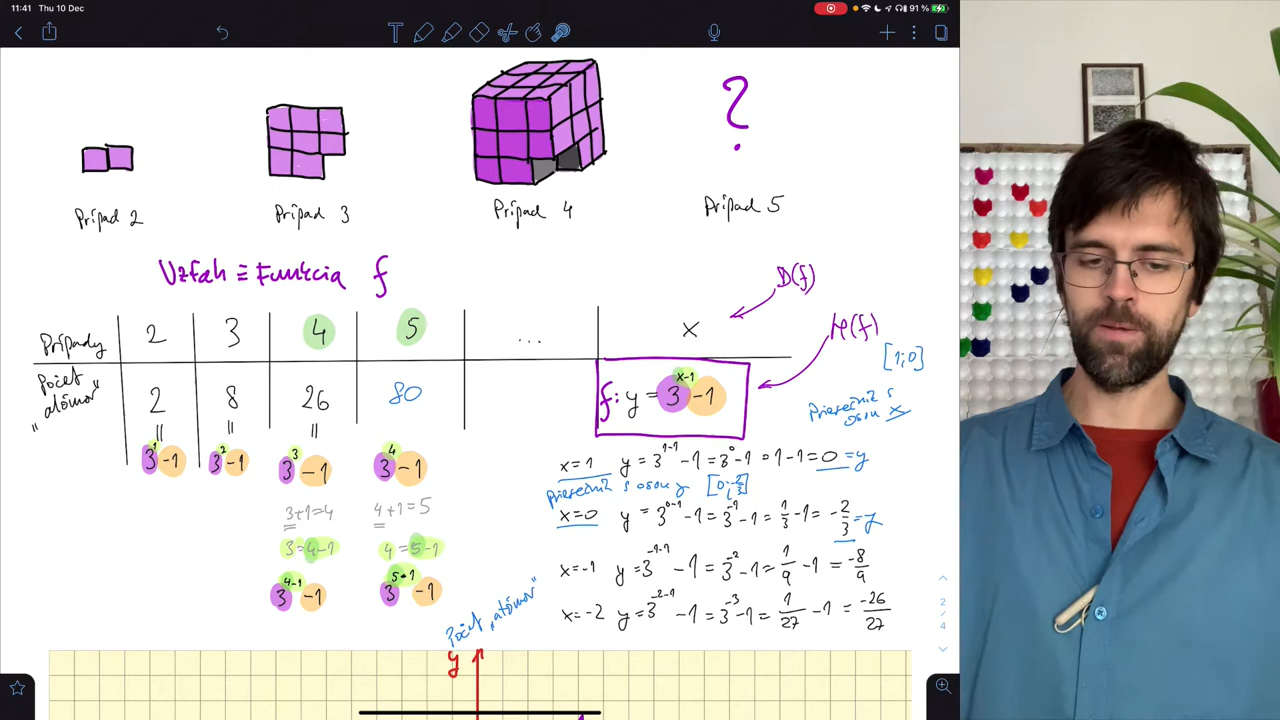 11:41 Thu 10 Dec
91 %
?
Prípad 2
Prípad 3
Prípad 4
Prípad 5
Vzťah ≡ Funkcia f
D(f)
H(f)
Prípady 2 3 4 5 ... x
Počet "atómov" 2 8 26 80 f: y = 3^(x-1) - 1
[1; 0]
Priesečník s osou x
= = =
3^1 - 1 3^2 - 1 3^3 - 1 3^4 - 1
x = 1 y = 3^(1-1) - 1 = 3^0 - 1 = 1 - 1 = 0 = y
Priesečník s osou y [0; -2/3]
3+1=4 4+1=5
x = 0 y = 3^(0-1) - 1 = 3^-1 - 1 = 1/3 - 1 = -2/3 = y
3=4-1 4=5-1
x = -1 y = 3^(-1-1) - 1 = 3^-2 - 1 = 1/9 - 1 = -8/9
3^(4-1) - 1 3^(5-1) - 1
x = -2 y = 3^(-2-1) - 1 = 3^-3 - 1 = 1/27 - 1 = -26/27
Počet "atómov"
y
2
/
4